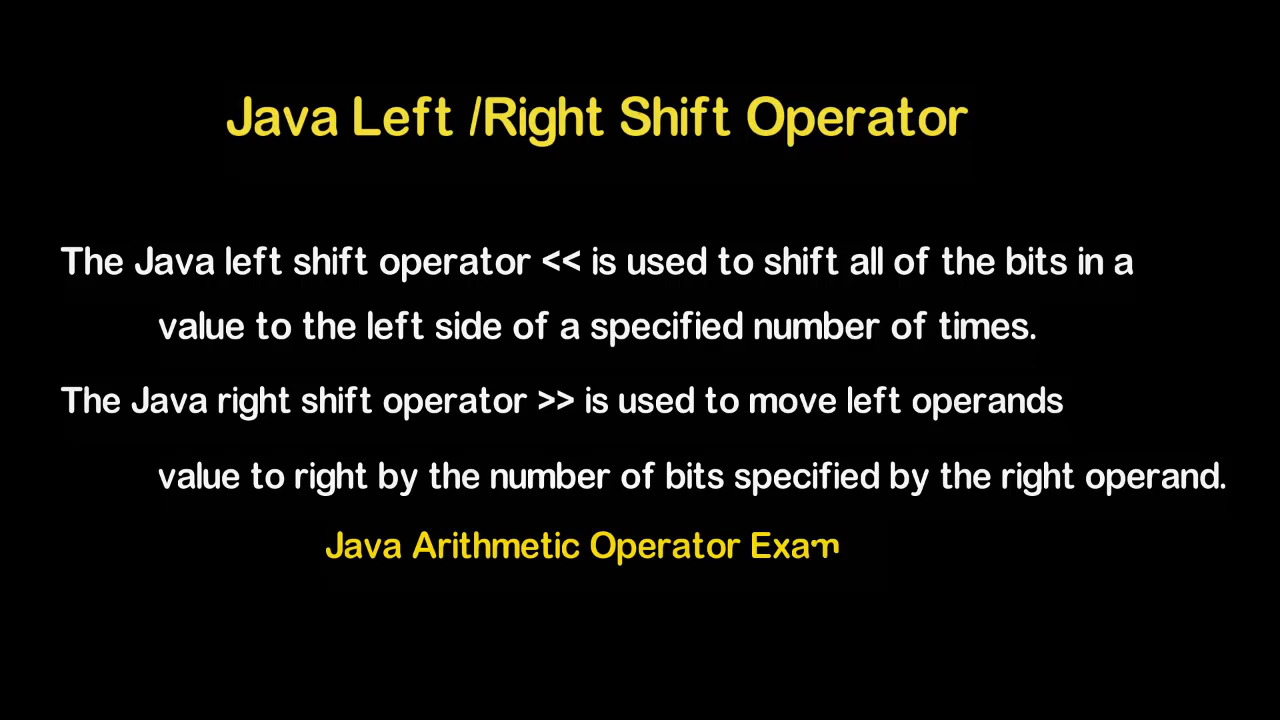 Java Left /Right Shift Operator
The Java left shift operator << is used to shift all of the bits in a
value to the left side of a specified number of times.
The Java right shift operator >> is used to move left operands
value to right by the number of bits specified by the right operand.
Java Arithmetic Operator Exam